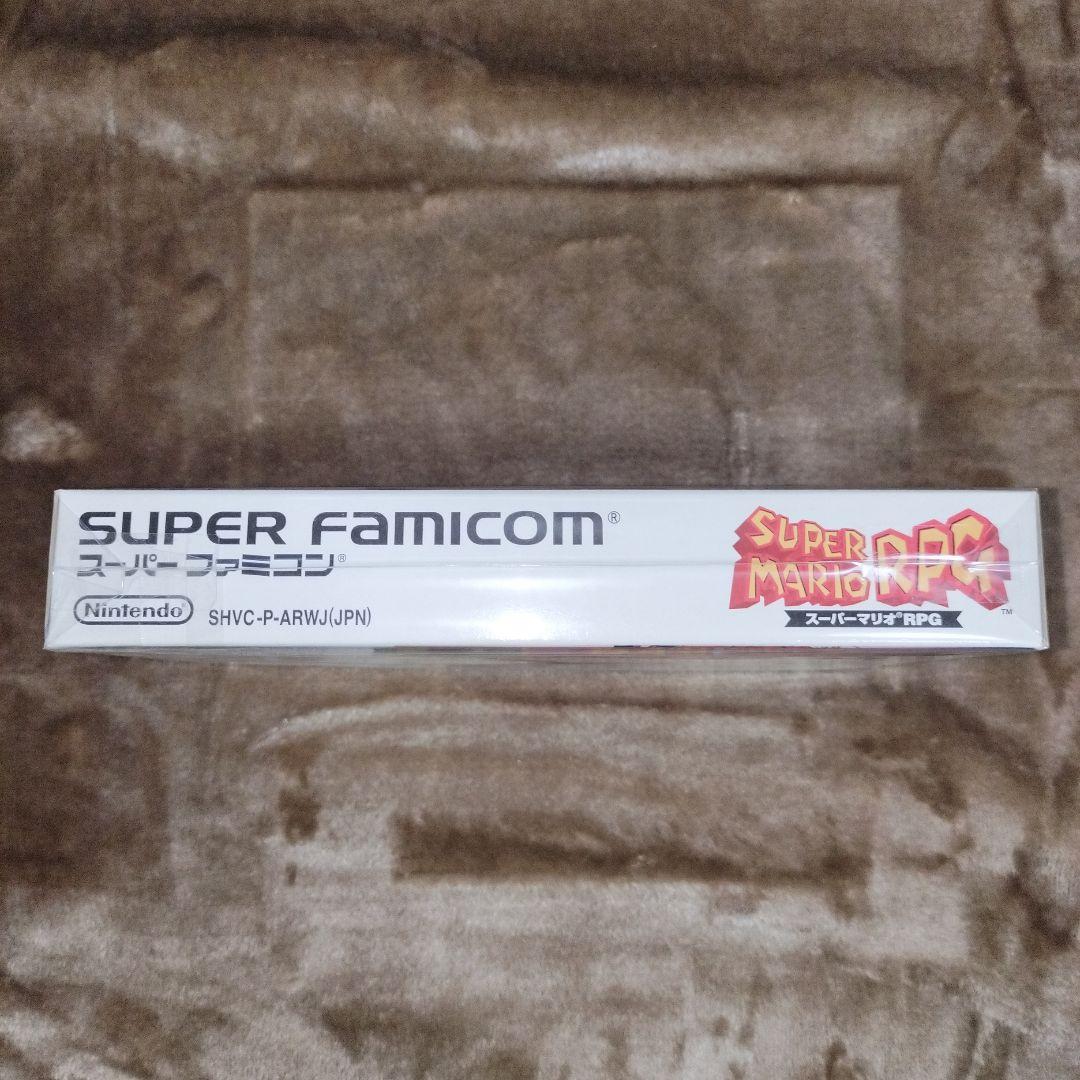 SUPER FAMICOM®
スーパーファミコン®
Nintendo®
SHVC-P-ARWJ(JPN)
SUPER
MARIO RPG
™
スーパーマリオ®RPG